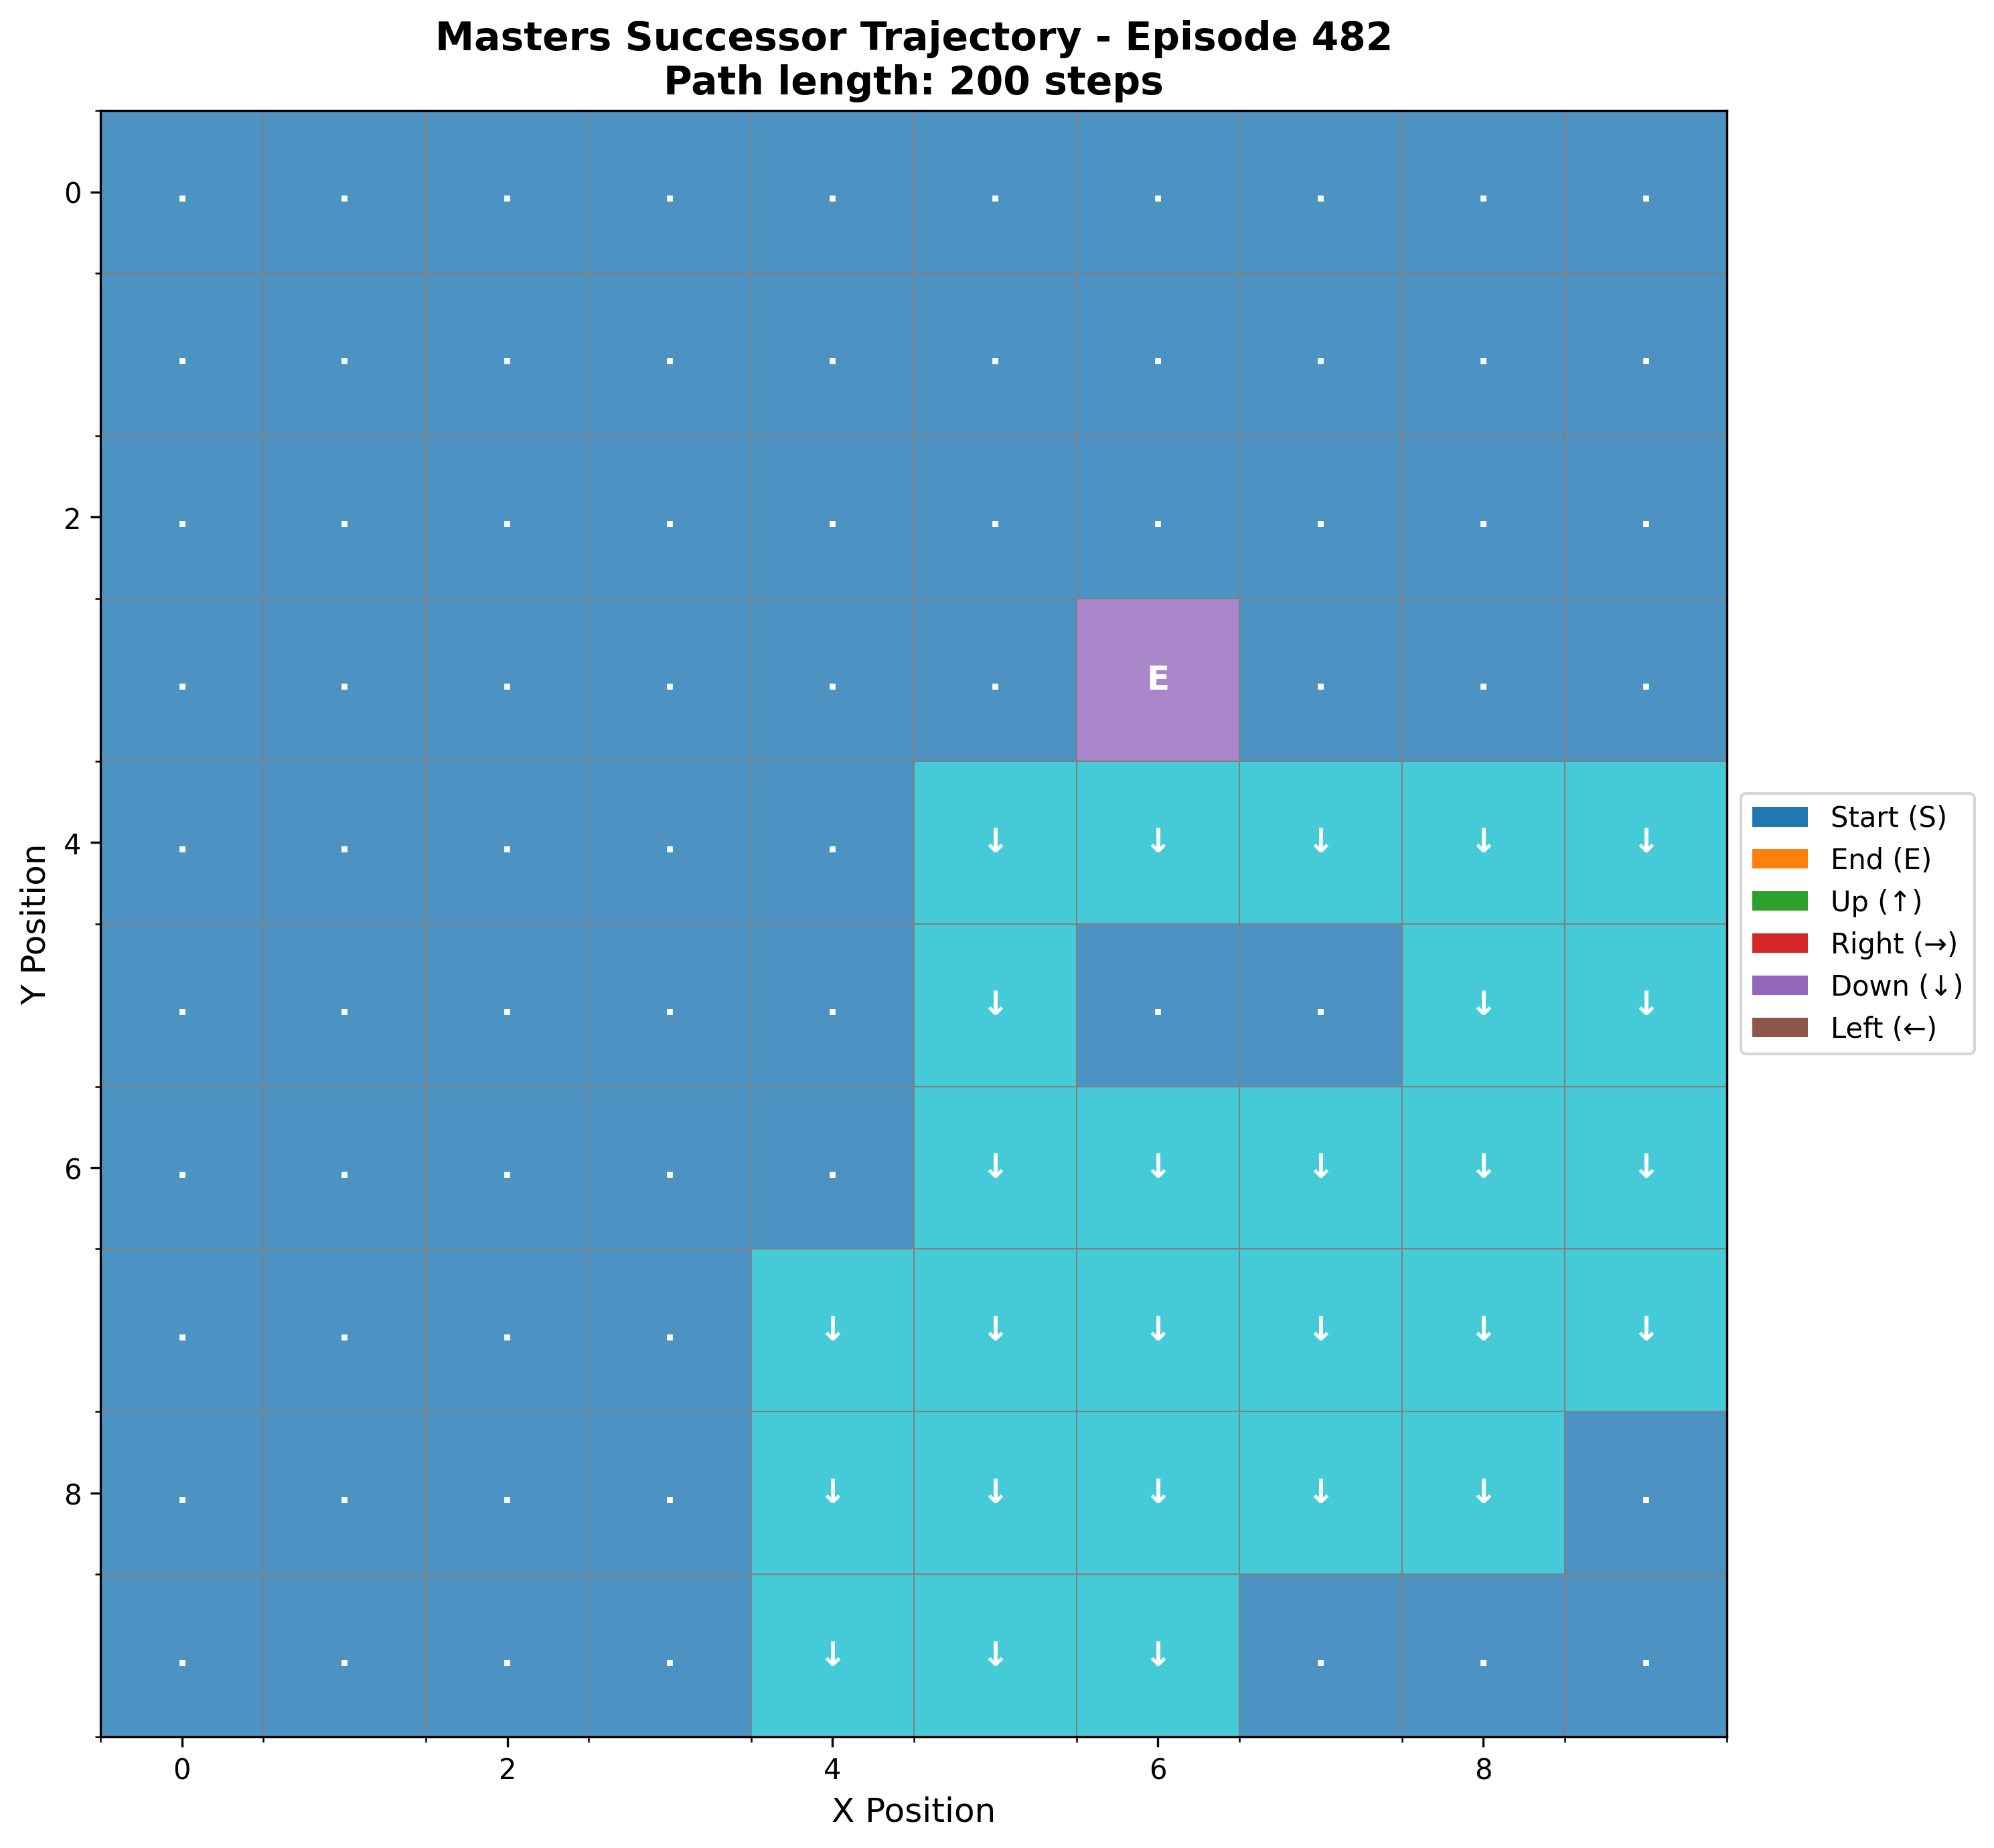 Masters Successor Trajectory - Episode 482
Path length: 200 steps
0 . . . . . . . . . .
. . . . . . . . . .
2 . . . . . . . . . .
. . . . . . E . . .
4 . . . . . ↓ ↓ ↓ ↓ ↓
. . . . . ↓ . . ↓ ↓
6 . . . . . ↓ ↓ ↓ ↓ ↓
. . . . ↓ ↓ ↓ ↓ ↓ ↓
8 . . . . ↓ ↓ ↓ ↓ ↓ .
. . . . ↓ ↓ ↓ . . .
0 2 4 6 8
X Position
Y Position
Start (S)
End (E)
Up (↑)
Right (→)
Down (↓)
Left (←)